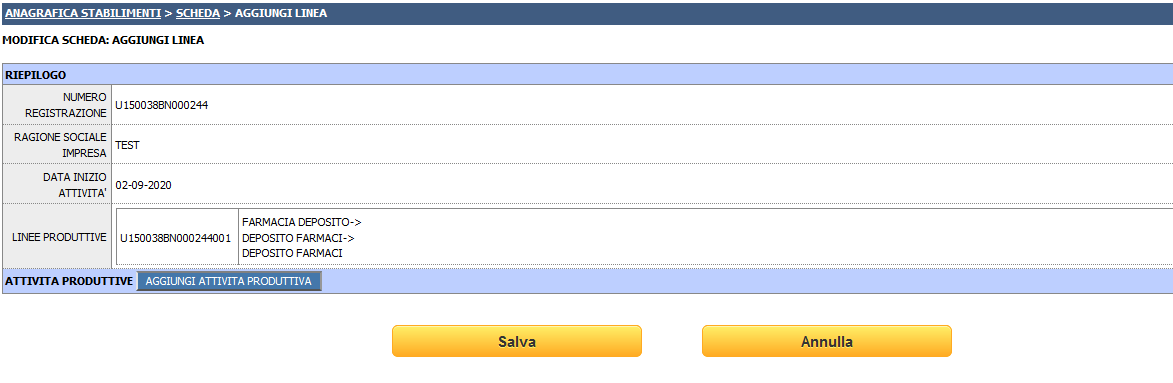 ANAGRAFICA STABILIMENTI > SCHEDA > AGGIUNGI LINEA
MODIFICA SCHEDA: AGGIUNGI LINEA
RIEPILOGO
NUMERO
REGISTRAZIONE
U150038BN000244
RAGIONE SOCIALE
IMPRESA
TEST
DATA INIZIO
ATTIVITA'
02-09-2020
LINEE PRODUTTIVE
U150038BN000244001
FARMACIA DEPOSITO->
DEPOSITO FARMACI->
DEPOSITO FARMACI
ATTIVITA PRODUTTIVE AGGIUNGI ATTIVITA PRODUTTIVA
Salva Annulla